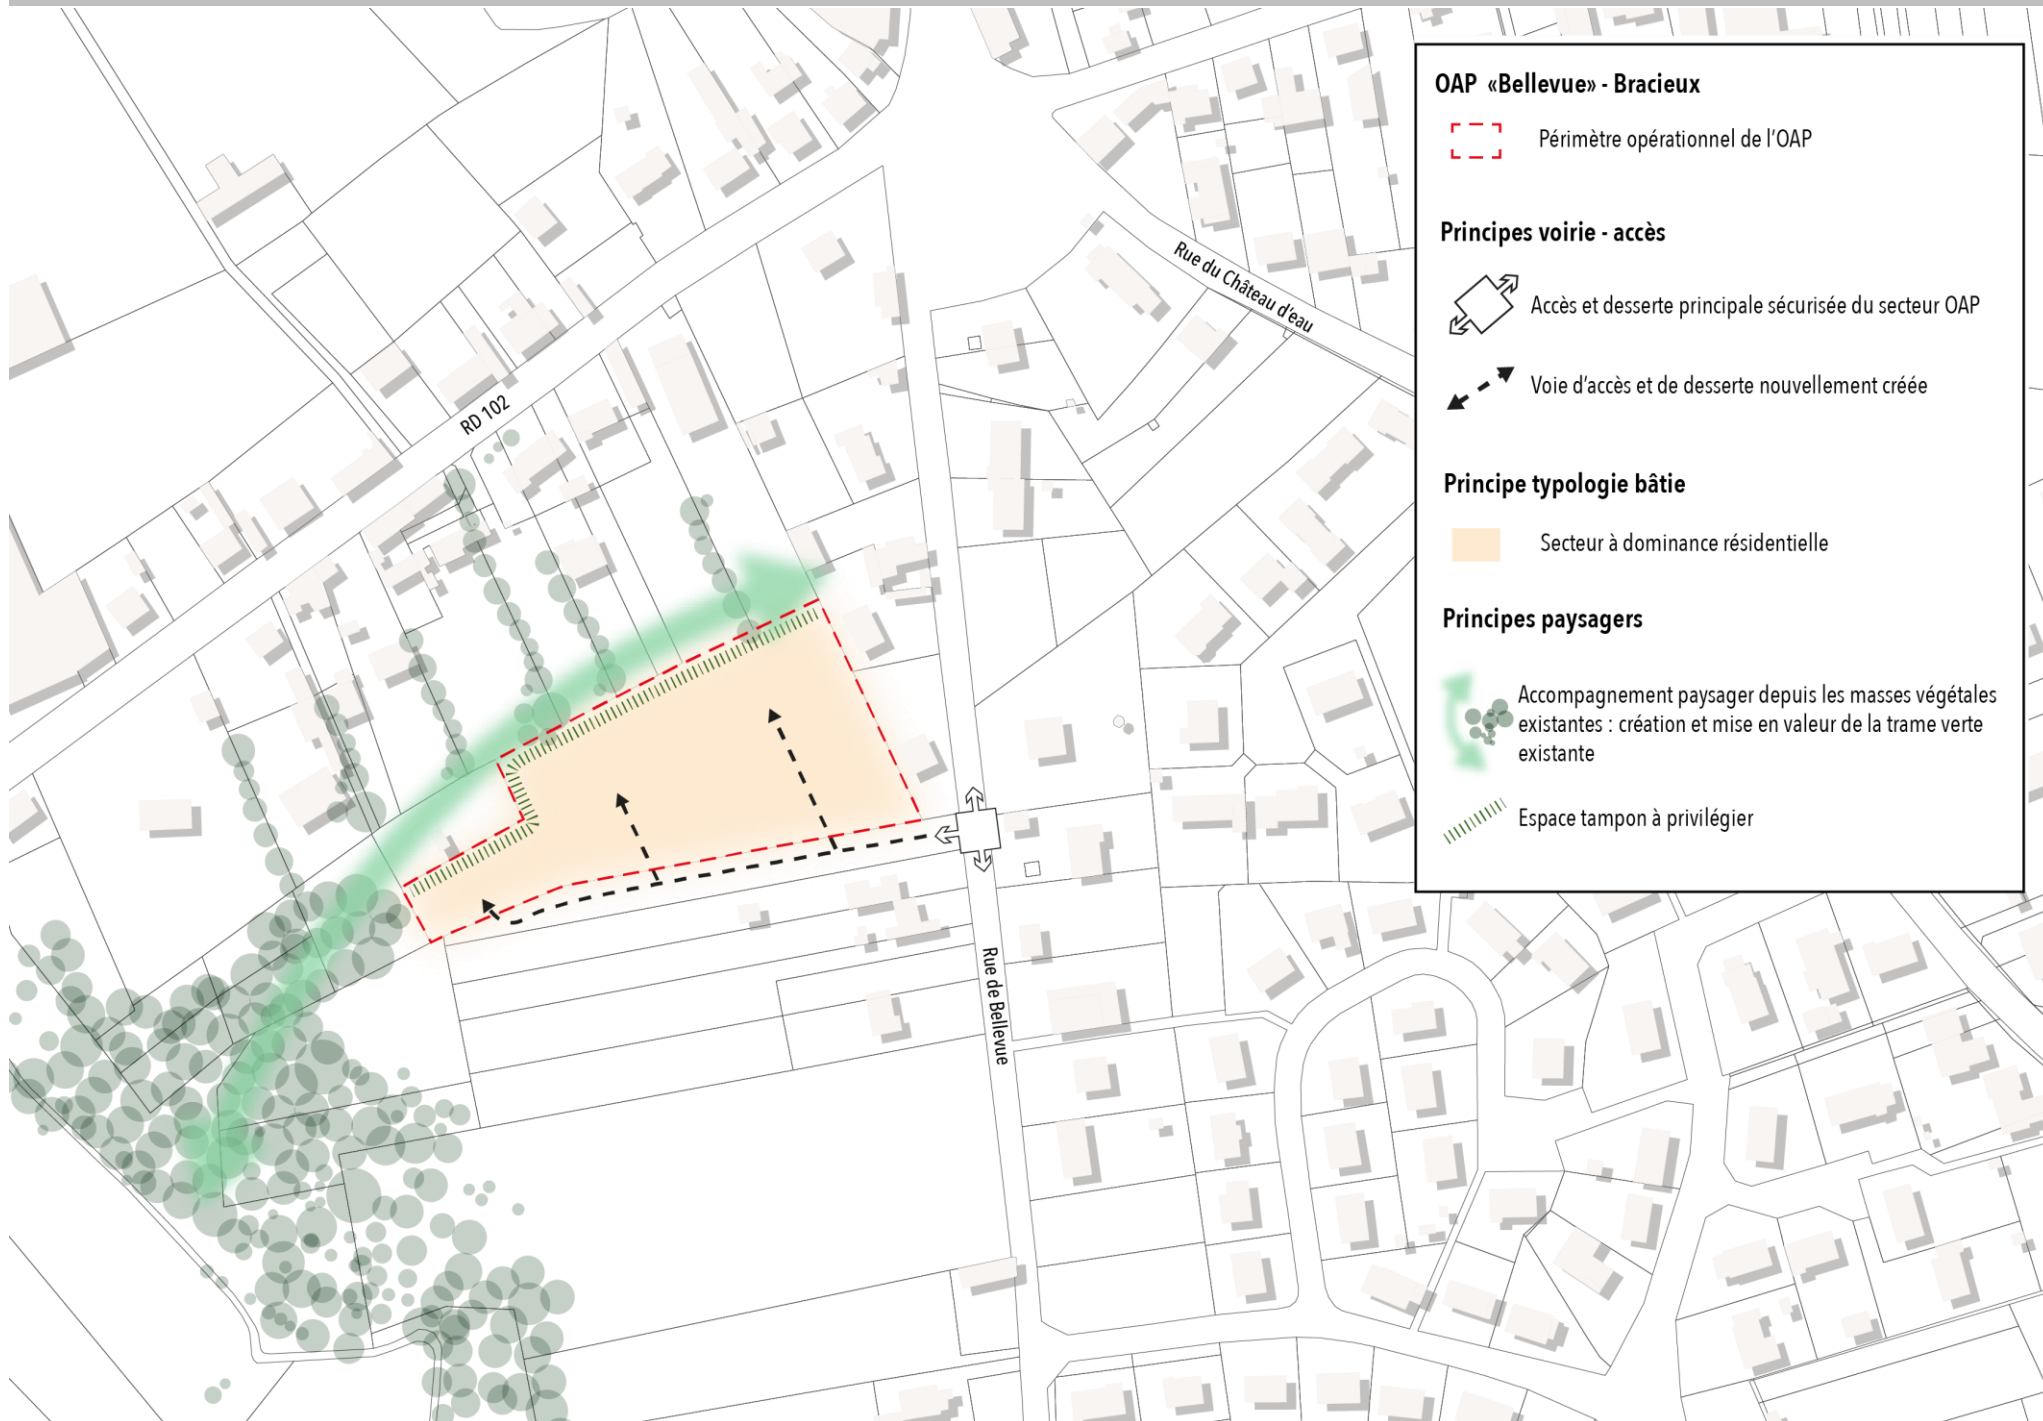 OAP «Bellevue» - Bracieux
Périmètre opérationnel de l'OAP
Principes voirie - accès
Accès et desserte principale sécurisée du secteur OAP
Voie d'accès et de desserte nouvellement créée
Principe typologie bâtie
Secteur à dominance résidentielle
Principes paysagers
Accompagnement paysager depuis les masses végétales
existantes : création et mise en valeur de la trame verte
existante
Espace tampon à privilégier
Rue du Château d'eau
RD 102
Rue de Bellevue